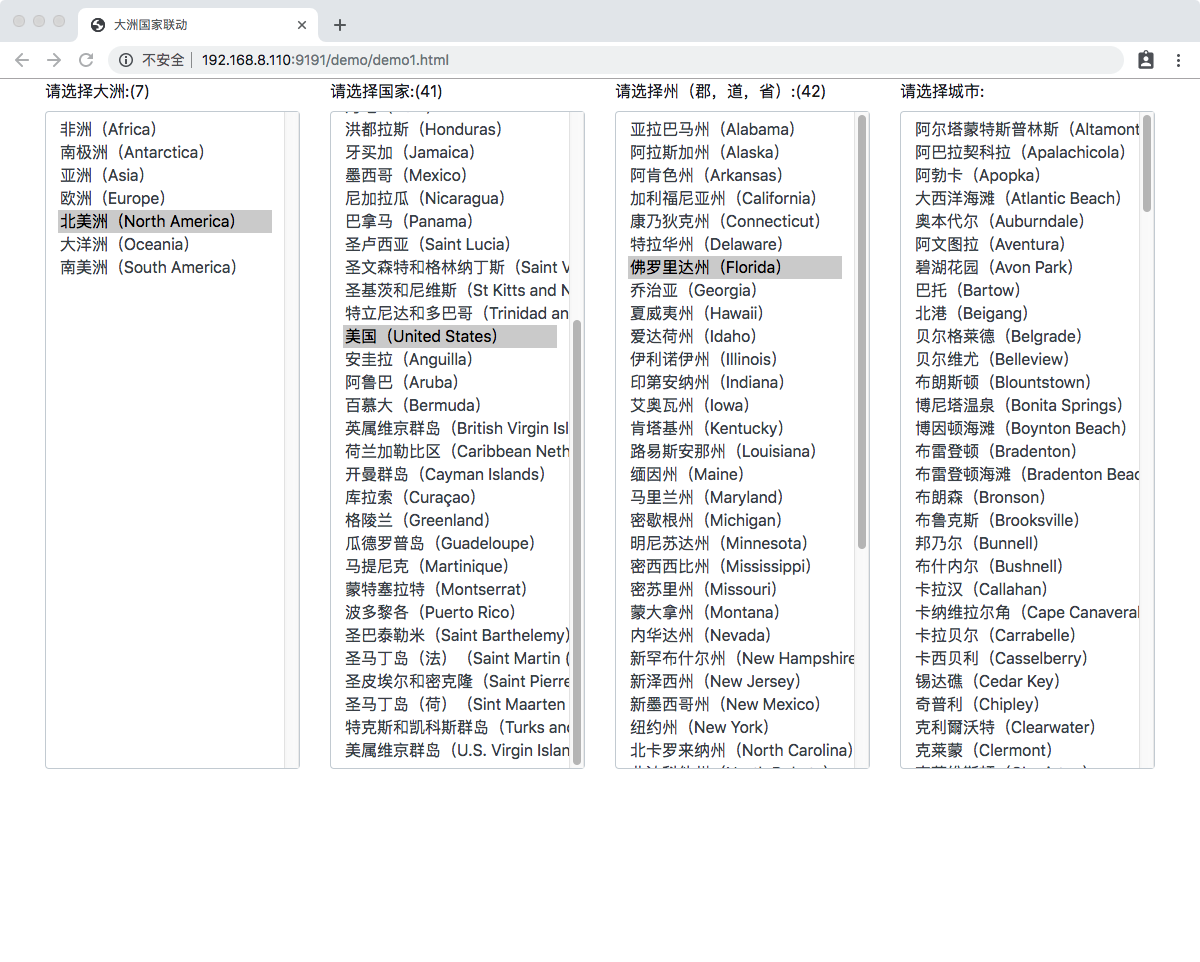 大洲国家联动
不安全
192.168.8.110:9191/demo/demo1.html
请选择大洲:(7)
非洲（Africa）
南极洲（Antarctica）
亚洲（Asia）
欧洲（Europe）
北美洲（North America）
大洋洲（Oceania）
南美洲（South America）
请选择国家:(41)
洪都拉斯（Honduras）
牙买加（Jamaica）
墨西哥（Mexico）
尼加拉瓜（Nicaragua）
巴拿马（Panama）
圣卢西亚（Saint Lucia）
圣文森特和格林纳丁斯（Saint V
圣基茨和尼维斯（St Kitts and N
特立尼达和多巴哥（Trinidad an
美国（United States）
安圭拉（Anguilla）
阿鲁巴（Aruba）
百慕大（Bermuda）
英属维京群岛（British Virgin Isl
荷兰加勒比区（Caribbean Neth
开曼群岛（Cayman Islands）
库拉索（Curaçao）
格陵兰（Greenland）
瓜德罗普岛（Guadeloupe）
马提尼克（Martinique）
蒙特塞拉特（Montserrat）
波多黎各（Puerto Rico）
圣巴泰勒米（Saint Barthelemy）
圣马丁岛（法）（Saint Martin (
圣皮埃尔和密克隆（Saint Pierre
圣马丁岛（荷）（Sint Maarten
特克斯和凯科斯群岛（Turks and
美属维京群岛（U.S. Virgin Islan
请选择州（郡，道，省）:(42)
亚拉巴马州（Alabama）
阿拉斯加州（Alaska）
阿肯色州（Arkansas）
加利福尼亚州（California）
康乃狄克州（Connecticut）
特拉华州（Delaware）
佛罗里达州（Florida）
乔治亚（Georgia）
夏威夷州（Hawaii）
爱达荷州（Idaho）
伊利诺伊州（Illinois）
印第安纳州（Indiana）
艾奥瓦州（Iowa）
肯塔基州（Kentucky）
路易斯安那州（Louisiana）
缅因州（Maine）
马里兰州（Maryland）
密歇根州（Michigan）
明尼苏达州（Minnesota）
密西西比州（Mississippi）
密苏里州（Missouri）
蒙大拿州（Montana）
内华达州（Nevada）
新罕布什尔州（New Hampshire
新泽西州（New Jersey）
新墨西哥州（New Mexico）
纽约州（New York）
北卡罗来纳州（North Carolina）
请选择城市:
阿尔塔蒙特斯普林斯（Altamont
阿巴拉契科拉（Apalachicola）
阿勃卡（Apopka）
大西洋海滩（Atlantic Beach）
奥本代尔（Auburndale）
阿文图拉（Aventura）
碧湖花园（Avon Park）
巴托（Bartow）
北港（Beigang）
贝尔格莱德（Belgrade）
贝尔维尤（Belleview）
布朗斯顿（Blountstown）
博尼塔温泉（Bonita Springs）
博因顿海滩（Boynton Beach）
布雷登顿（Bradenton）
布雷登顿海滩（Bradenton Beac
布朗森（Bronson）
布鲁克斯（Brooksville）
邦乃尔（Bunnell）
布什内尔（Bushnell）
卡拉汉（Callahan）
卡纳维拉尔角（Cape Canaveral
卡拉贝尔（Carrabelle）
卡西贝利（Casselberry）
锡达礁（Cedar Key）
奇普利（Chipley）
克利爾沃特（Clearwater）
克莱蒙（Clermont）